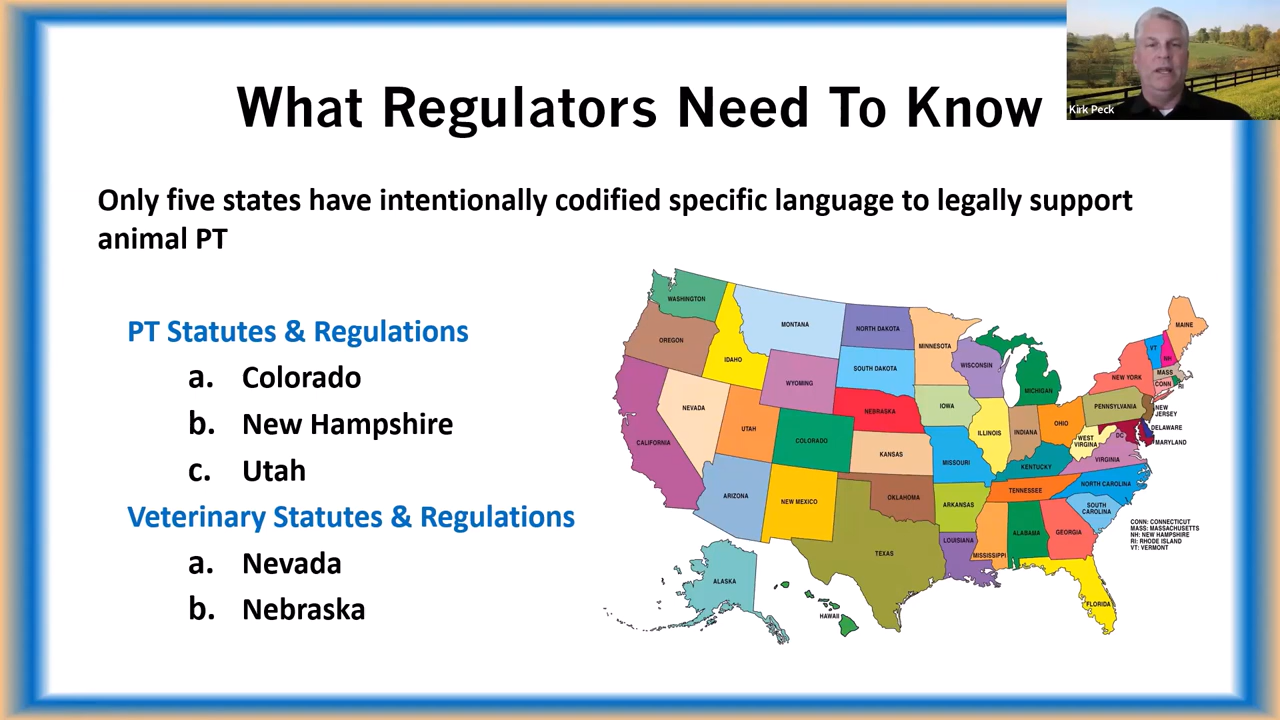 What Regulators Need To Know
Kirk Peck
Only five states have intentionally codified specific language to legally support
animal PT
PT Statutes & Regulations
a. Colorado
b. New Hampshire
c. Utah
Veterinary Statutes & Regulations
a. Nevada
b. Nebraska
WASHINGTON
OREGON
IDAHO
MONTANA
NORTH DAKOTA
MINNESOTA
WISCONSIN
MICHIGAN
NEW YORK
VT
NH
MAINE
MASS
CONN
RI
WYOMING
SOUTH DAKOTA
NEVADA
UTAH
COLORADO
NEBRASKA
IOWA
ILLINOIS
INDIANA
OHIO
PENNSYLVANIA
NEW
JERSEY
DELAWARE
MARYLAND
DC
WEST
VIRGINIA
VIRGINIA
CALIFORNIA
KANSAS
MISSOURI
KENTUCKY
ARIZONA
NEW MEXICO
OKLAHOMA
ARKANSAS
TENNESSEE
NORTH CAROLINA
SOUTH
CAROLINA
TEXAS
LOUISIANA
MISSISSIPPI
ALABAMA
GEORGIA
FLORIDA
ALASKA
HAWAII
CONN: CONNECTICUT
MASS: MASSACHUSETTS
NH: NEW HAMPSHIRE
RI: RHODE ISLAND
VT: VERMONT